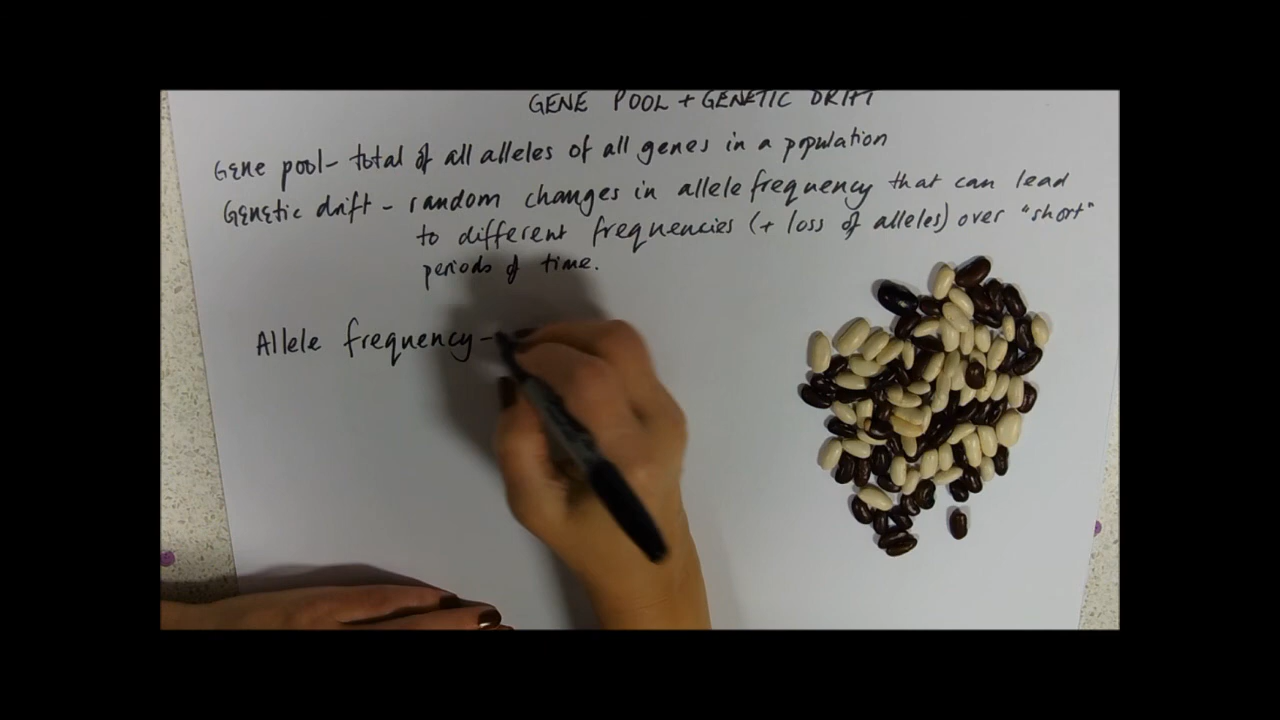 GENE POOL + GENETIC DRIFT
Gene pool - total of all alleles of all genes in a population
Genetic drift - random changes in allele frequency that can lead
to different frequencies (+ loss of alleles) over "short"
periods of time.
Allele frequency -